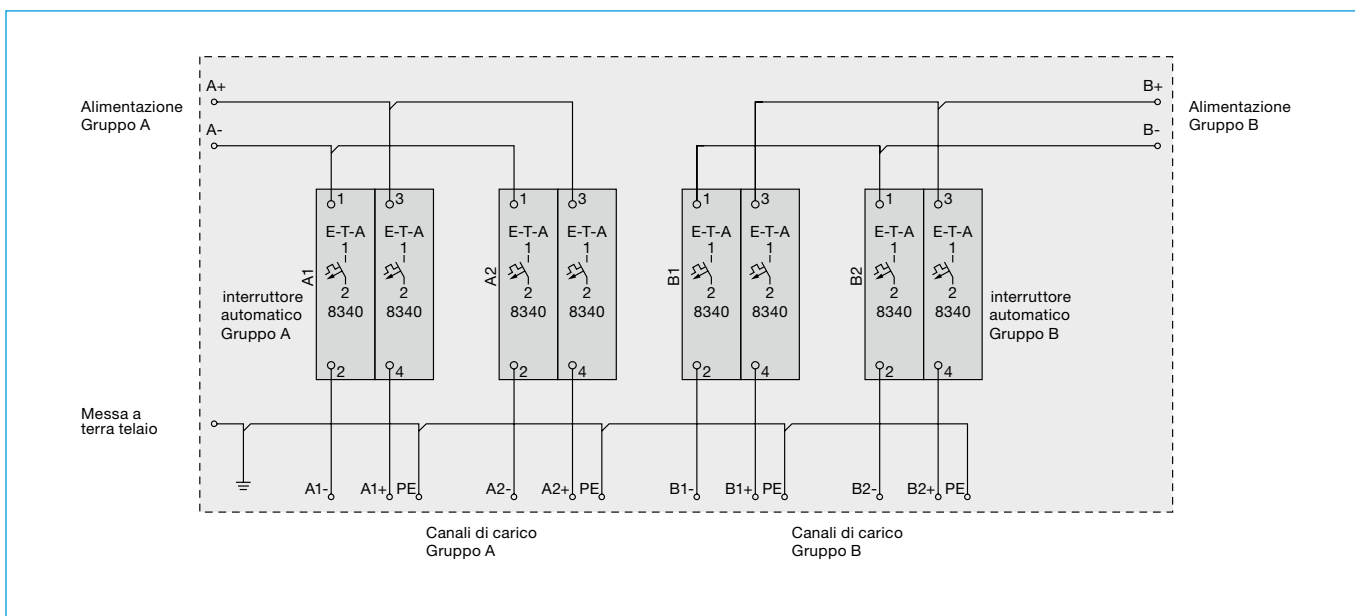 A+
B+
Alimentazione
Gruppo A
Alimentazione
Gruppo B
A-
B-
1
3
1
3
1
3
1
3
E-T-A
E-T-A
E-T-A
E-T-A
E-T-A
E-T-A
E-T-A
E-T-A
1
1
1
1
1
1
1
1
A1
A2
B1
B2
2
2
2
2
2
2
2
2
interruttore
automatico
Gruppo A
interruttore
automatico
Gruppo B
8340
8340
8340
8340
8340
8340
8340
8340
2
4
2
4
2
4
2
4
Messa a
terra telaio
A1-
A1+
PE
A2-
A2+
PE
B1-
B1+
PE
B2-
B2+
PE
Canali di carico
Gruppo A
Canali di carico
Gruppo B